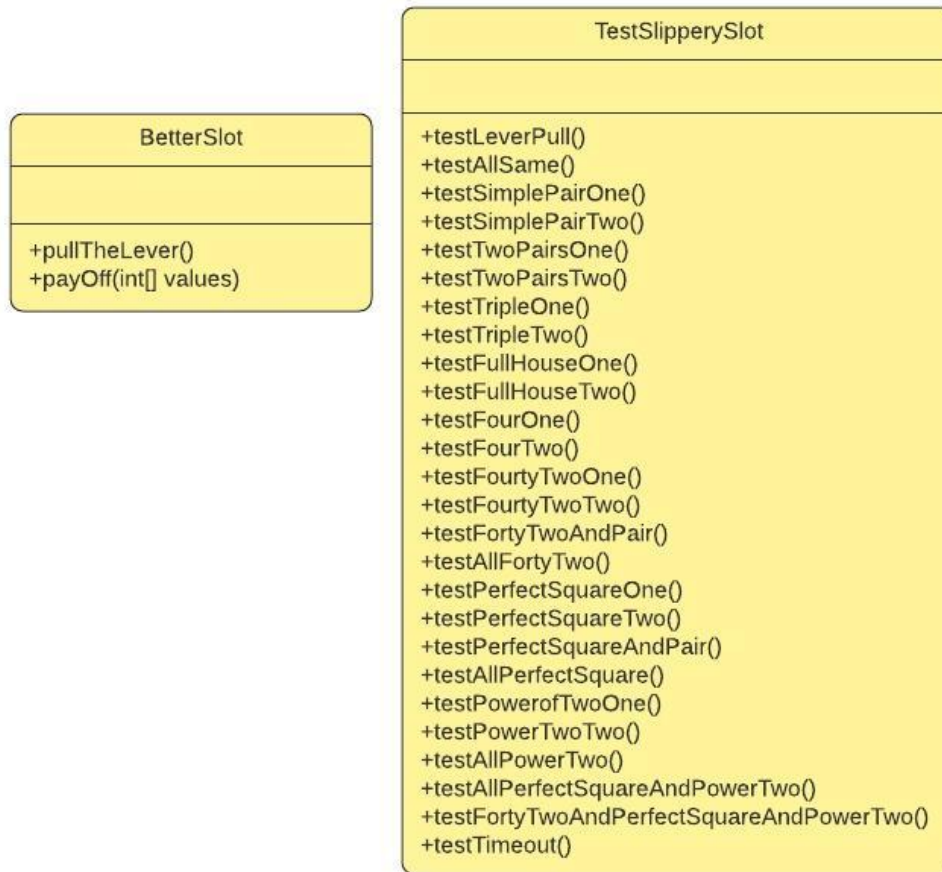 BetterSlot
+pullTheLever()
+payOff(int[] values)
TestSlipperySlot
+testLeverPull()
+testAllSame()
+testSimplePairOne()
+testSimplePairTwo()
+testTwoPairsOne()
+testTwoPairsTwo()
+testTripleOne()
+testTripleTwo()
+testFullHouseOne()
+testFullHouseTwo()
+testFourOne()
+testFourTwo()
+testFourtyTwoOne()
+testFourtyTwoTwo()
+testFortyTwoAndPair()
+testAllFortyTwo()
+testPerfectSquareOne()
+testPerfectSquareTwo()
+testPerfectSquareAndPair()
+testAllPerfectSquare()
+testPowerofTwoOne()
+testPowerTwoTwo()
+testAllPowerTwo()
+testAllPerfectSquareAndPowerTwo()
+testFortyTwoAndPerfectSquareAndPowerTwo()
+testTimeout()